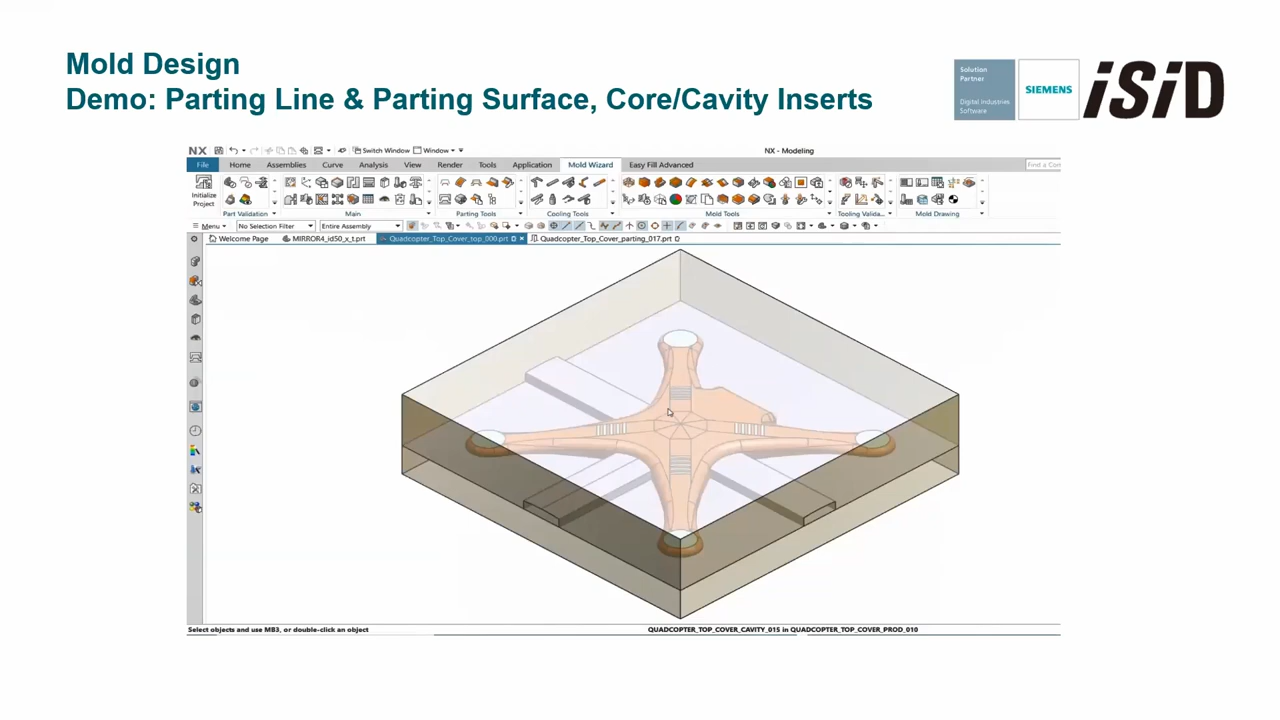 Mold Design
Demo: Parting Line & Parting Surface, Core/Cavity Inserts
Solution
Partner
Digital Industries
Software
SIEMENS
iSiD
NX
Switch Window Window
NX - Modeling
File Home Assemblies Curve Analysis View Render Tools Application Mold Wizard Easy Fill Advanced
Find a Co
Initialize
Project
Part Validation Main Parting Tools Cooling Tools Mold Tools Tooling Valida... Mold Drawing
Menu No Selection Filter Entire Assembly
Welcome Page MIRROR4_id50_x_t.prt Quadcopter_Top_Cover_top_000.prt Quadcopter_Top_Cover_parting_017.prt
Select objects and use MB3, or double-click an object
QUADCOPTER_TOP_COVER_CAVITY_015 in QUADCOPTER_TOP_COVER_PROD_010